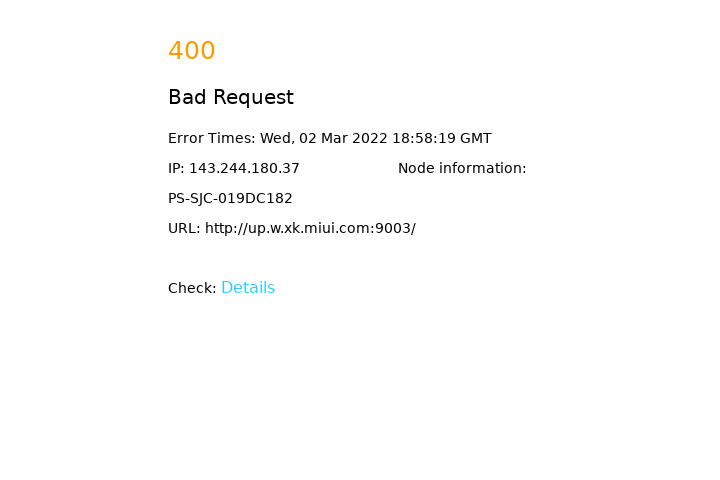 400
Bad Request
Error Times: Wed, 02 Mar 2022 18:58:19 GMT
IP: 143.244.180.37 Node information:
PS-SJC-019DC182
URL: http://up.w.xk.miui.com:9003/
Check: Details